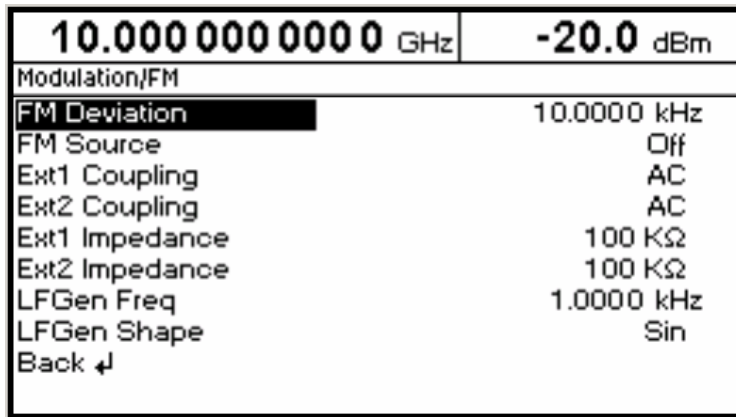 10.000 000 000 0 GHz -20.0 dBm
Modulation/FM
FM Deviation 10.0000 kHz
FM Source Off
Ext1 Coupling AC
Ext2 Coupling AC
Ext1 Impedance 100 KΩ
Ext2 Impedance 100 KΩ
LFGen Freq 1.0000 kHz
LFGen Shape Sin
Back ↲